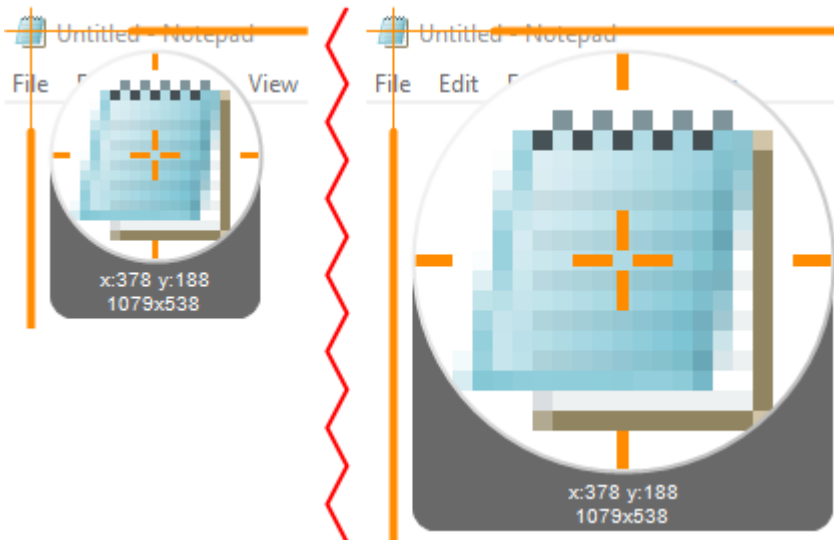 Untitled - Notepad
File
View
x:378 y:188
1079x538
Untitled - Notepad
File Edit
x:378 y:188
1079x538